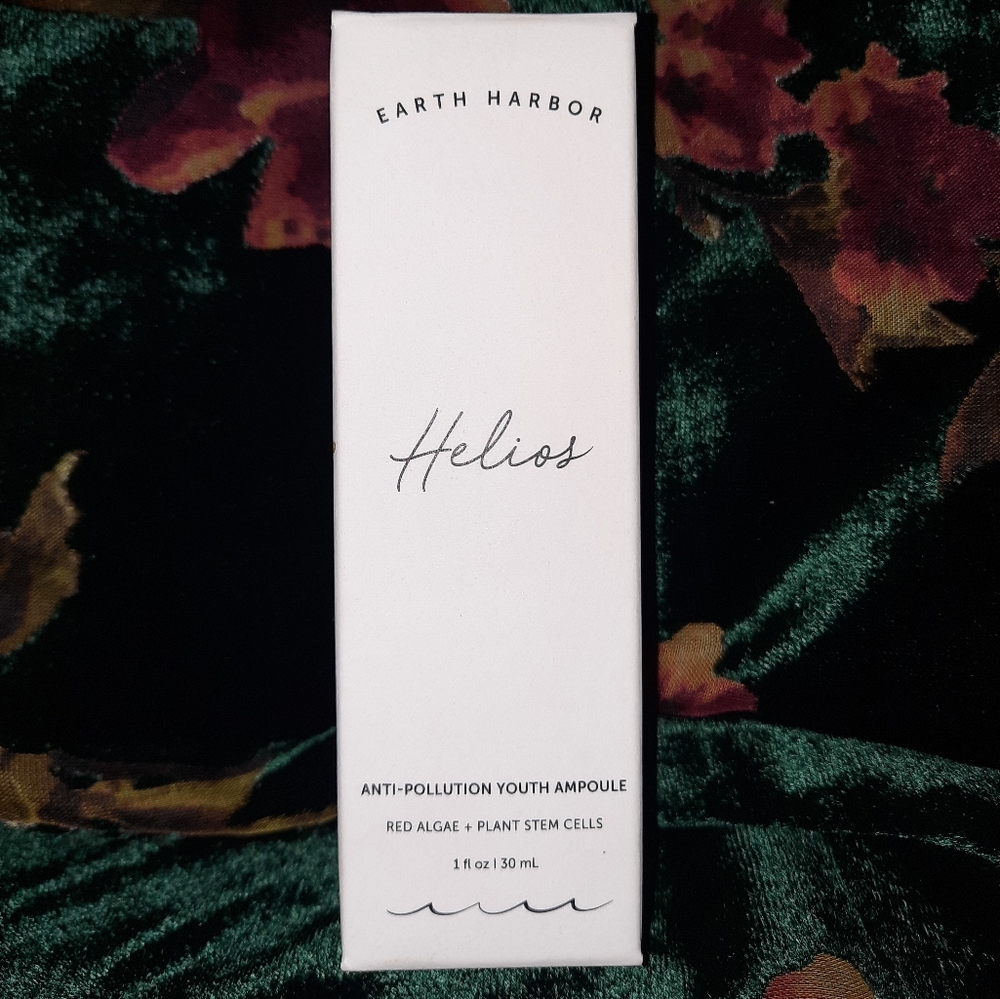 EARTH HARBOR
Helios
ANTI-POLLUTION YOUTH AMPOULE
RED ALGAE + PLANT STEM CELLS
1 fl oz | 30 mL